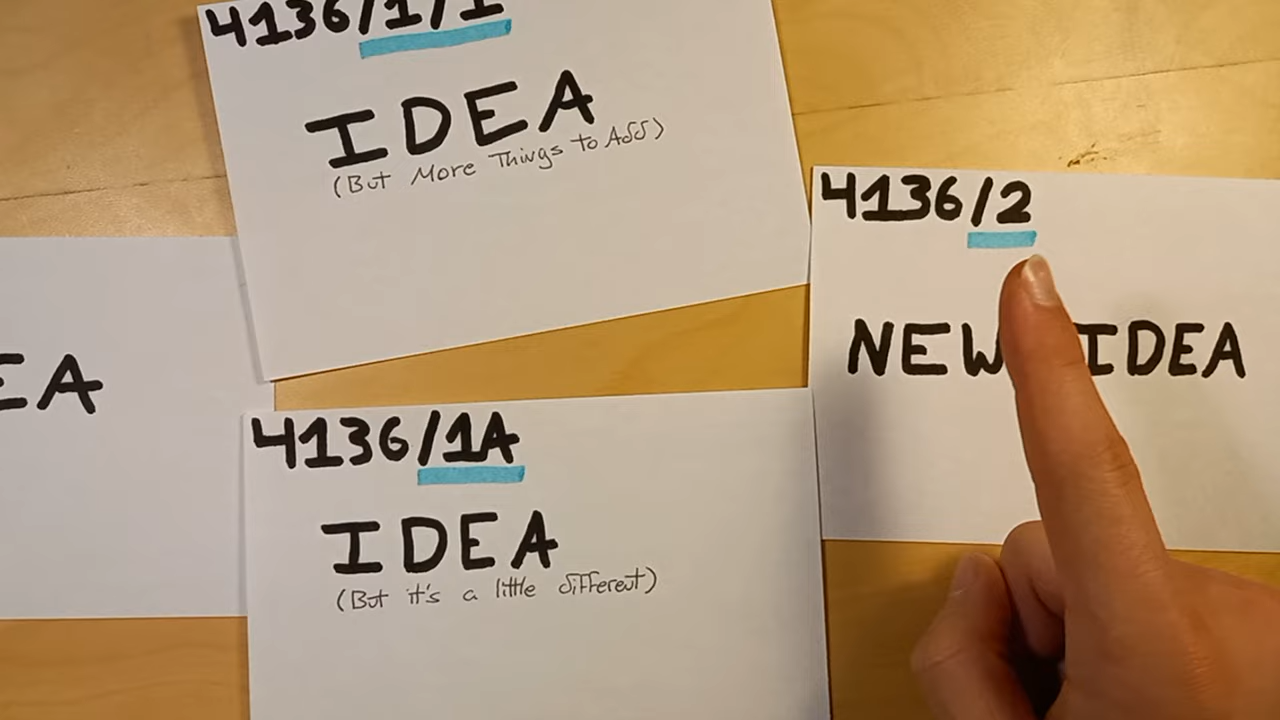 4136/1/1
IDEA
(But More Things to Add)
EA
4136/1A
IDEA
(But it's a little different)
4136/2
NEW IDEA